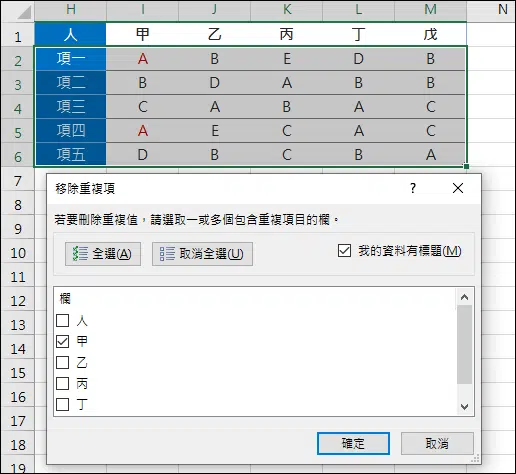 H I J K L M N
1 人 甲 乙 丙 丁 戊
2 項一 A B E D B
3 項二 B D A B B
4 項三 C A B A C
5 項四 A E C A C
6 項五 D B C B A
7
8 移除重複項 ? ×
9 若要刪除重複值，請選取一或多個包含重複項目的欄。
10 全選(A) 取消全選(U) 我的資料有標題(M)
11
12 欄
13 人
14 甲
15 乙
16 丙
17 丁
18 確定 取消
19